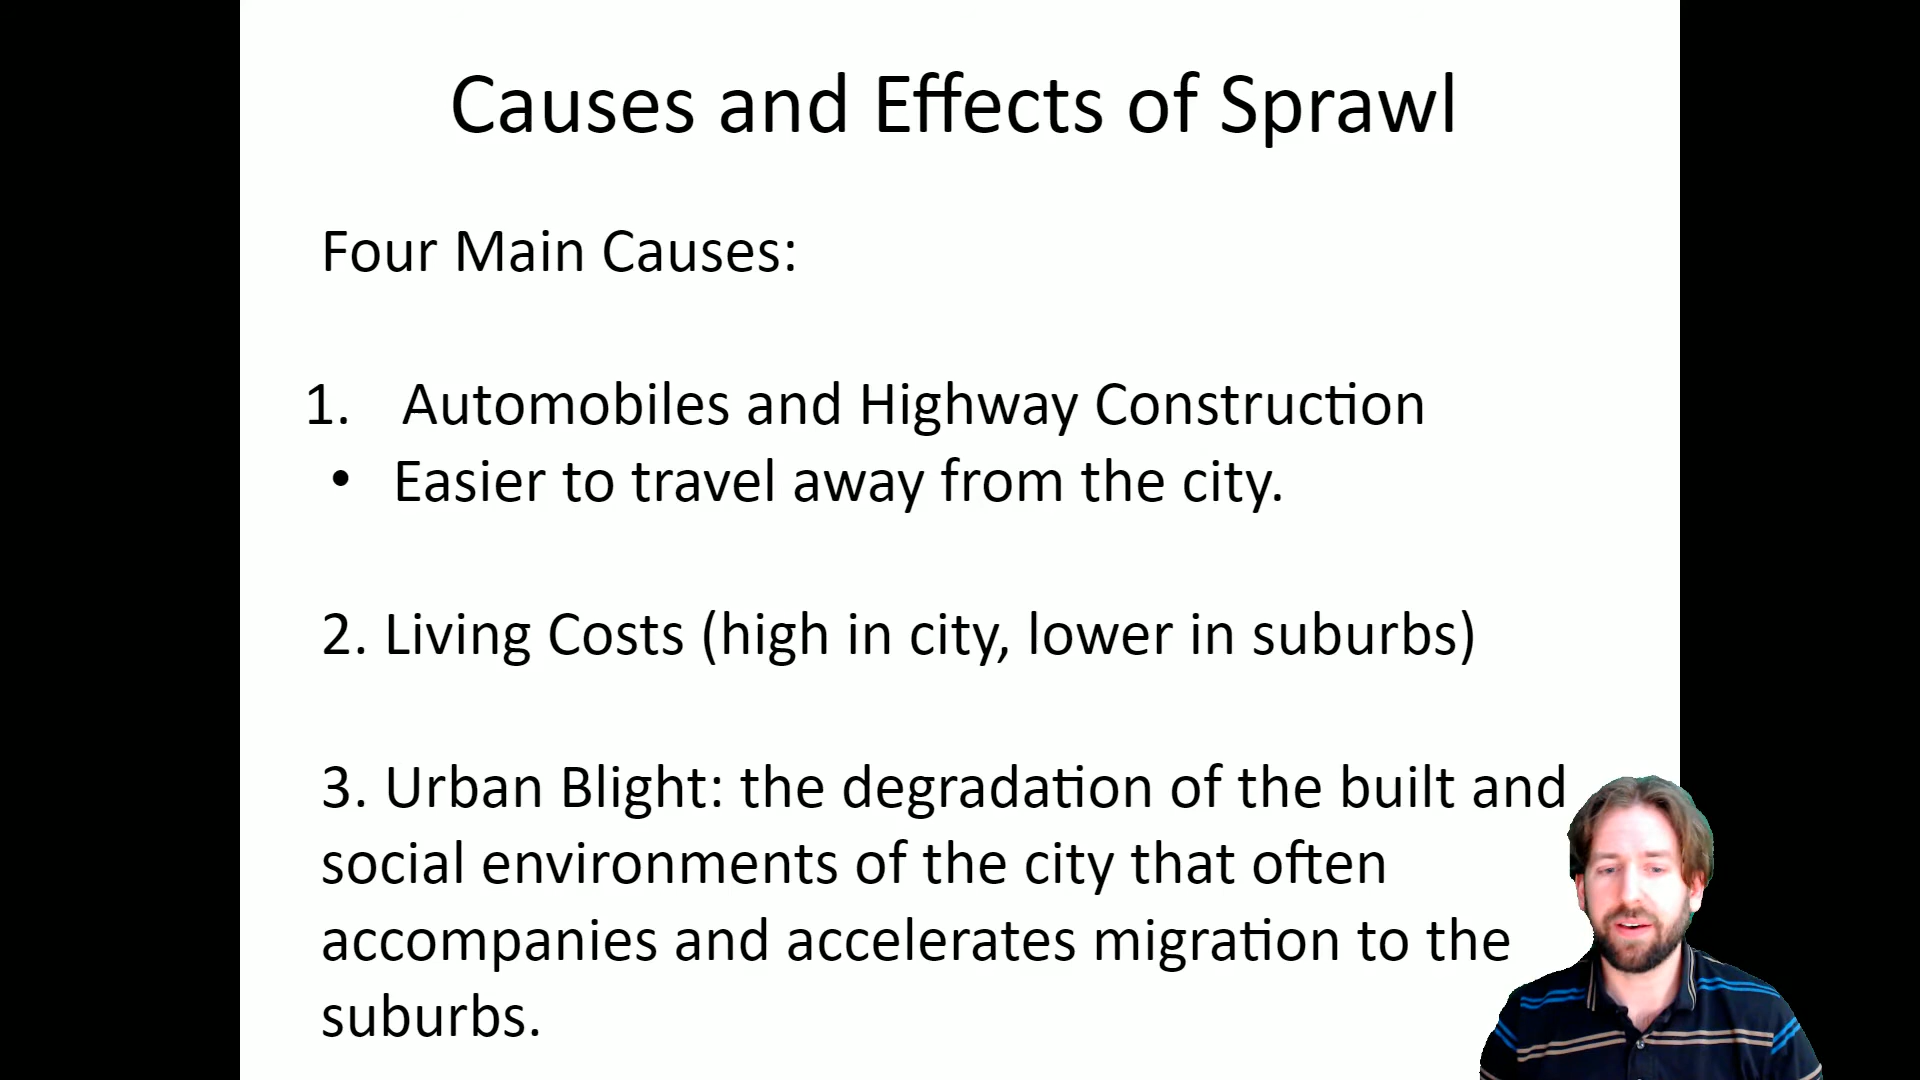 Causes and Effects of Sprawl
Four Main Causes:
1. Automobiles and Highway Construction
• Easier to travel away from the city.
2. Living Costs (high in city, lower in suburbs)
3. Urban Blight: the degradation of the built and
social environments of the city that often
accompanies and accelerates migration to the
suburbs.